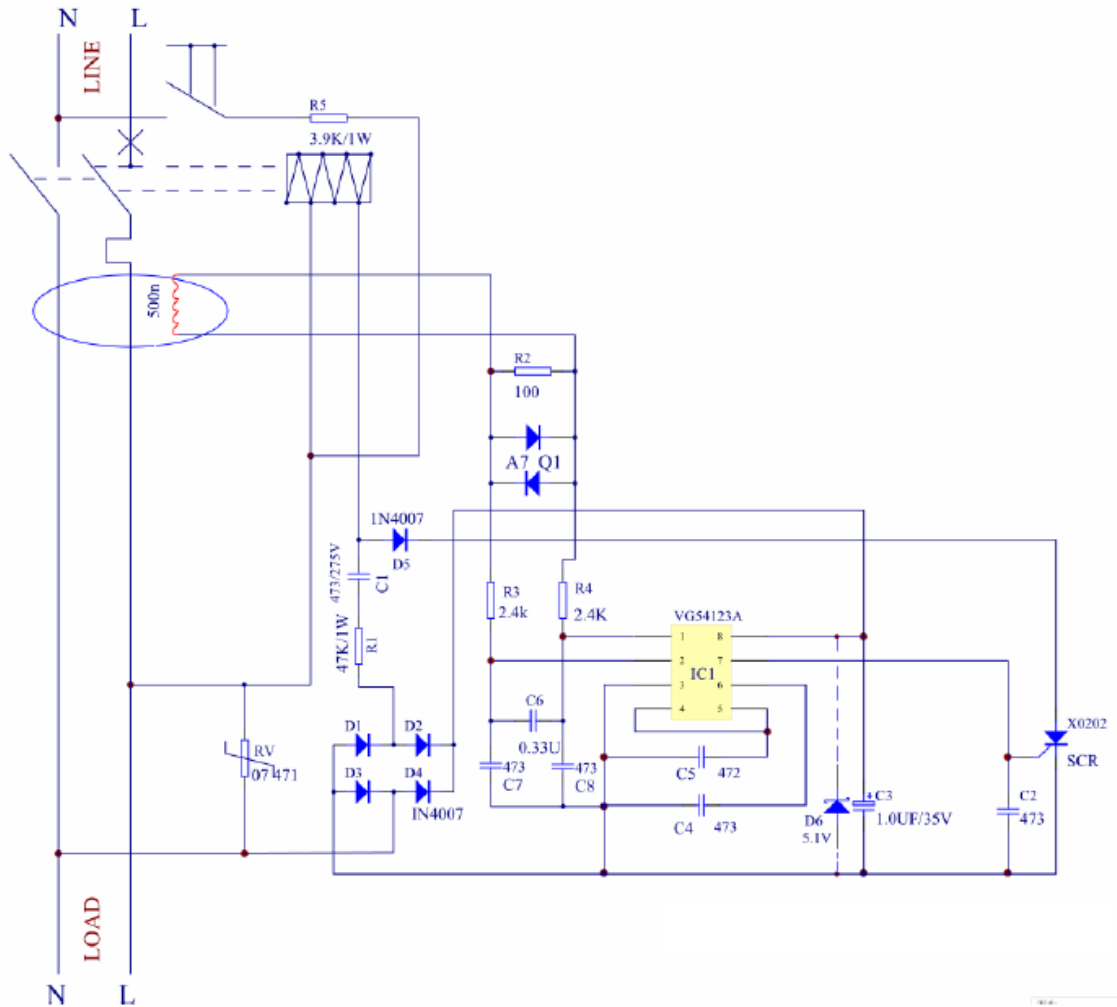 N L
LINE
R5
3.9K/1W
500n
R2
100
A7 Q1
1N4007
D5
473/275V
C1
R3
2.4k
R4
2.4K
47K/1W
R1
VG54123A
1 8
2 7
IC1
3 6
4 5
C6
0.33U
X0202
SCR
D1 D2
RV
07 471
D3 D4
1N4007
473
C7
473
C8
C5 472
C4 473
D6
5.1V
C3
+
1.0UF/35V
C2
473
LOAD
N L